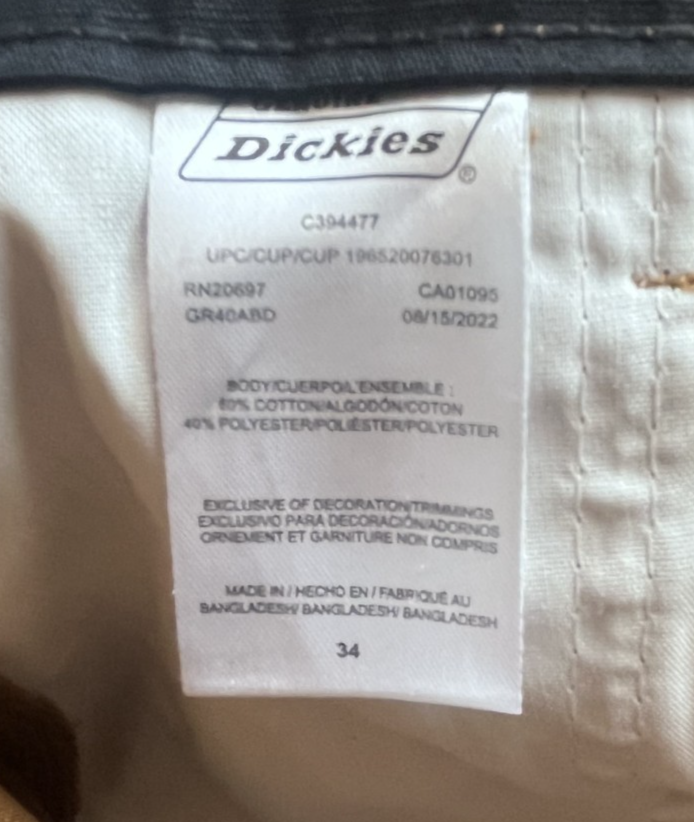 GENUINE
Dickies®
C394477
UPC/CUP/CUP 196520076301
RN20697 CA01095
GR40ABD 08/15/2022
BODY/CUERPO/L'ENSEMBLE :
60% COTTON/ALGODÓN/COTON
40% POLYESTER/POLIÉSTER/POLYESTER
EXCLUSIVE OF DECORATION/TRIMMINGS
EXCLUSIVO PARA DECORACIÓN/ADORNOS
ORNEMENT ET GARNITURE NON COMPRIS
MADE IN / HECHO EN / FABRIQUÉ AU
BANGLADESH/ BANGLADESH/ BANGLADESH
34